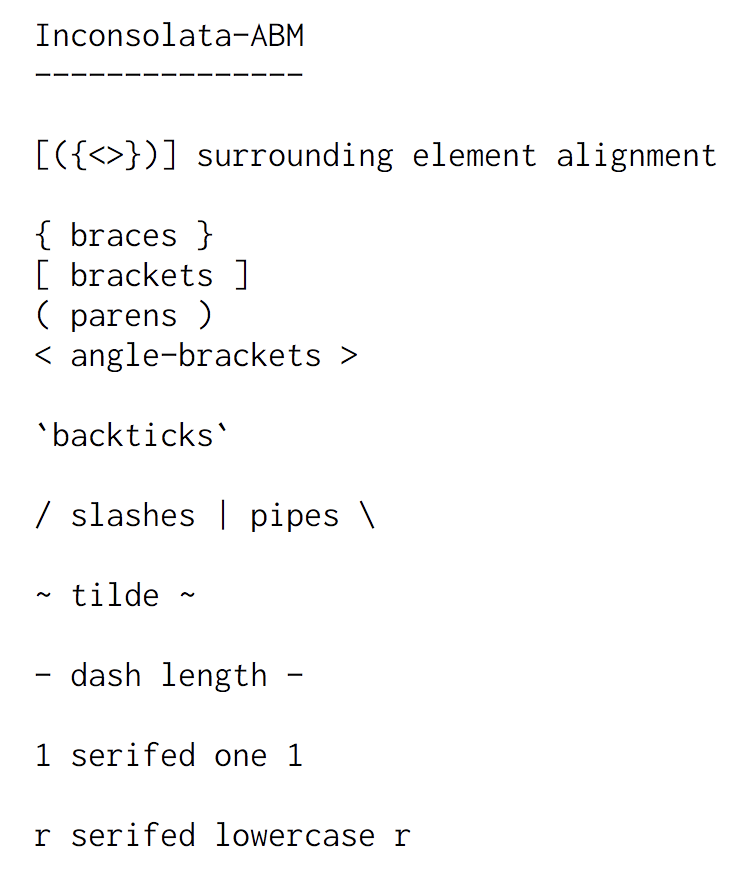 Inconsolata-ABM
---------------
[({<>})] surrounding element alignment
{ braces }
[ brackets ]
( parens )
< angle-brackets >
`backticks`
/ slashes | pipes \
~ tilde ~
- dash length -
1 serifed one 1
r serifed lowercase r